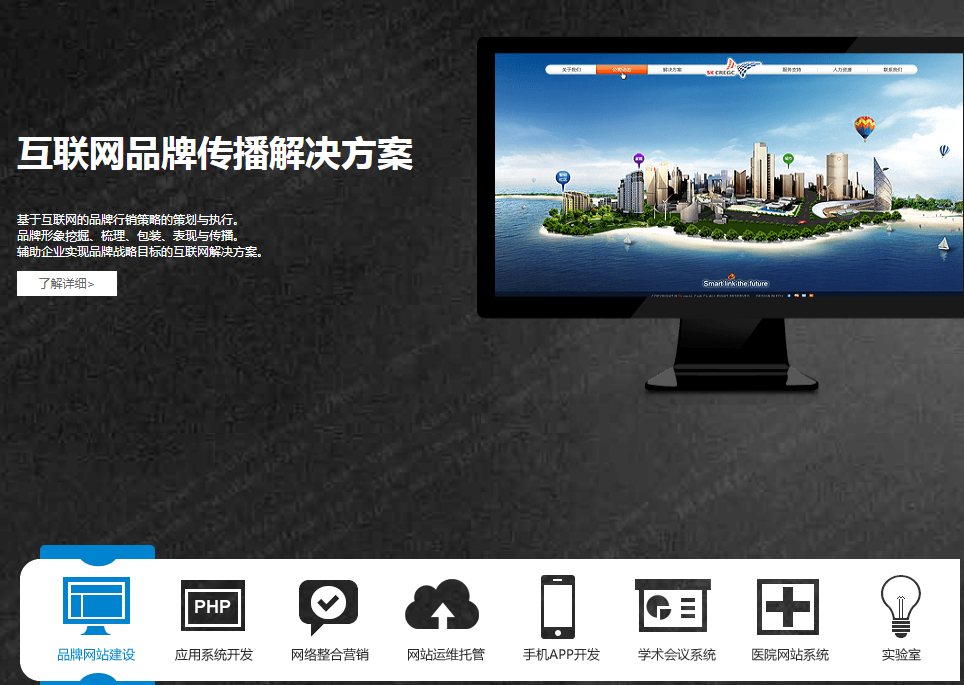 关于我们
公司动态
解决方案
SK CREGC
服务支持
人力资源
联系我们
互联网品牌传播解决方案
基于互联网的品牌行销策略的策划与执行。
品牌形象挖掘、梳理、包装、表现与传播。
辅助企业实现品牌战略目标的互联网解决方案。
了解详细>
Smart link the future
PHP
品牌网站建设
应用系统开发
网络整合营销
网站运维托管
手机APP开发
学术会议系统
医院网站系统
实验室